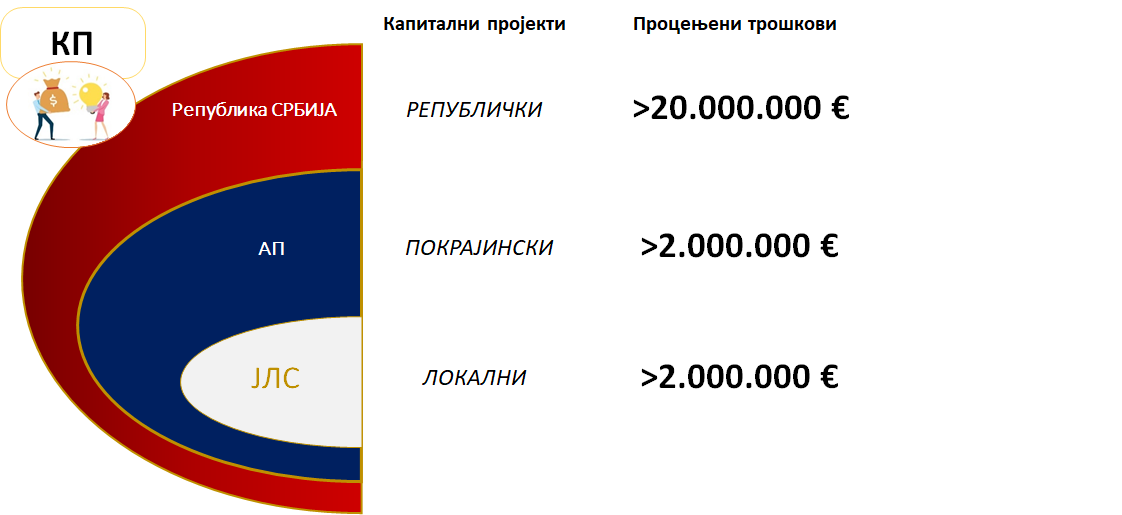 КП
Капитални пројекти
Процењени трошкови
Република СРБИЈА
РЕПУБЛИЧКИ
>20.000.000 €
АП
ПОКРАЈИНСКИ
>2.000.000 €
ЈЛС
ЛОКАЛНИ
>2.000.000 €